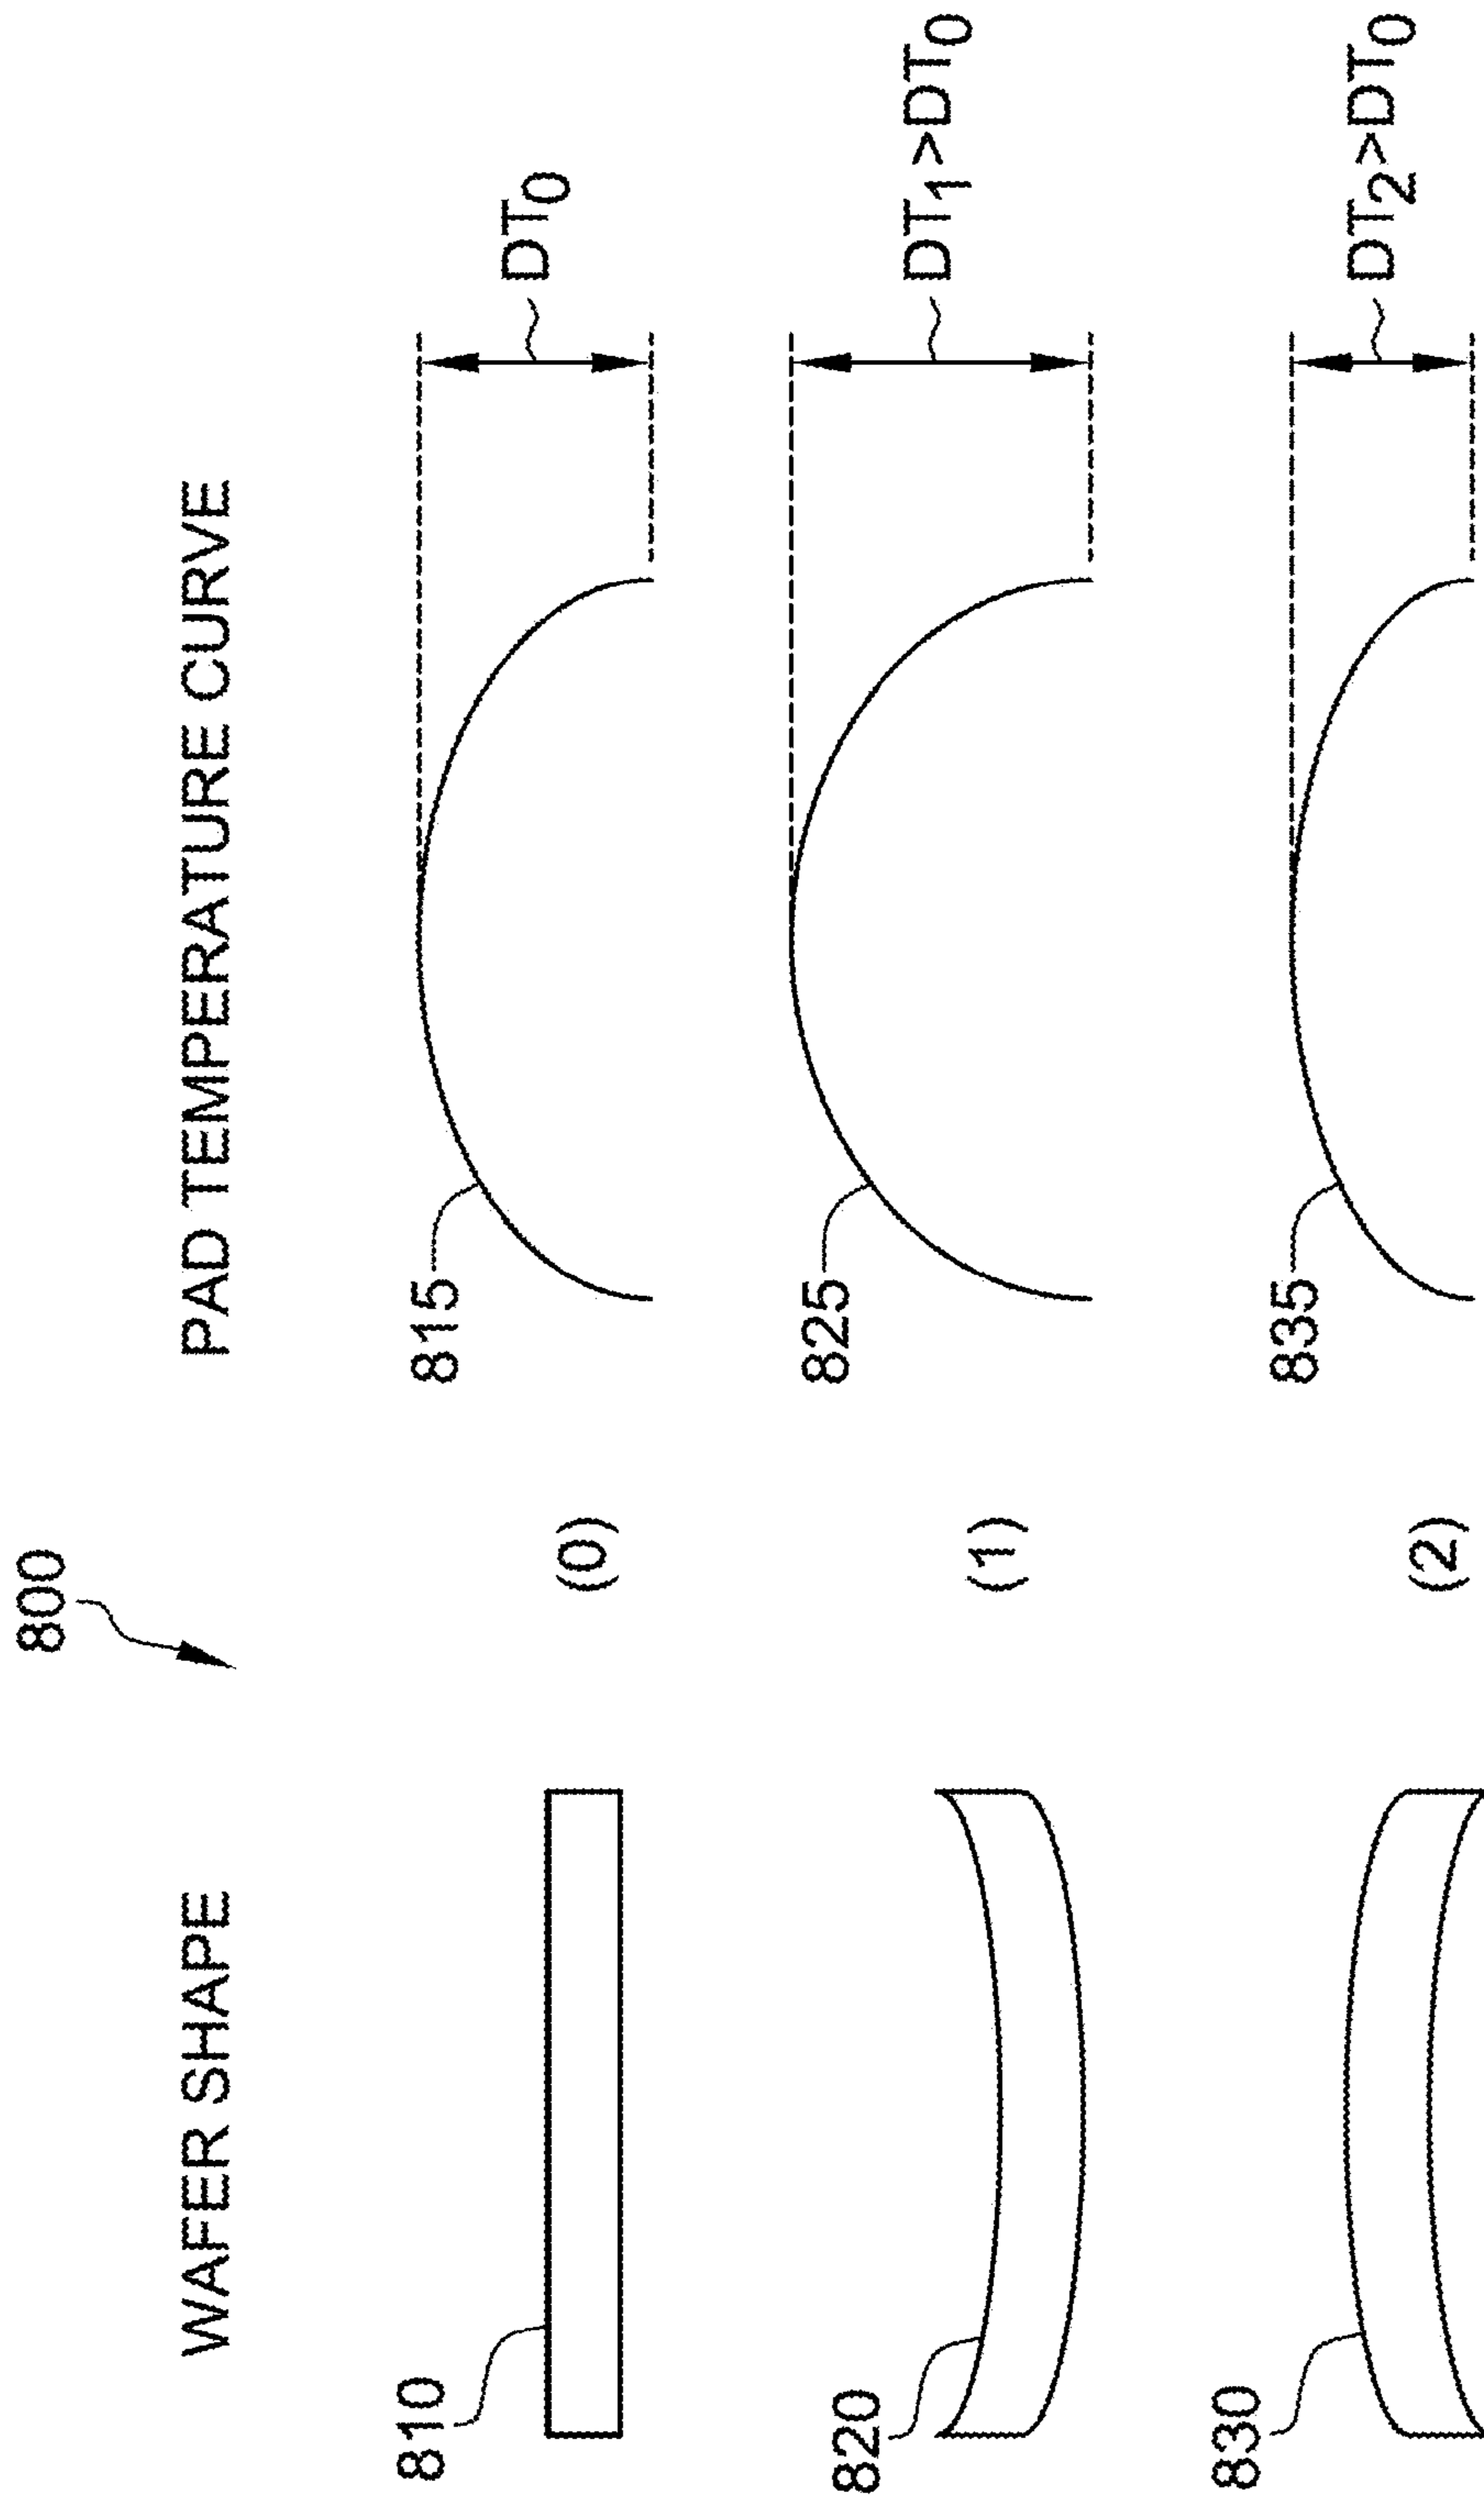 800
WAFER SHAPE
PAD TEMPERATURE CURVE
810
(0)
815
DT0
820
(1)
825
DT1>DT0
830
(2)
835
DT2>DT0